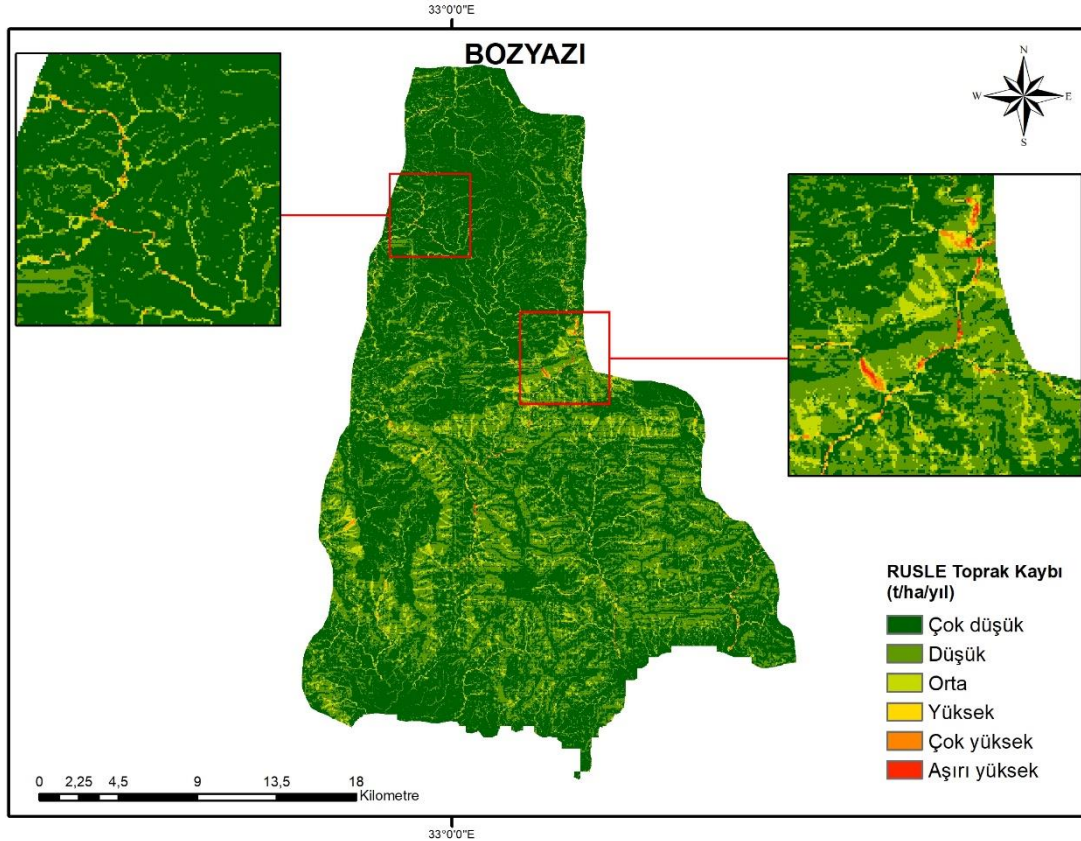 33°0'0"E
BOZYAZI
N
W E
S
RUSLE Toprak Kaybı
(t/ha/yıl)
Çok düşük
Düşük
Orta
Yüksek
Çok yüksek
Aşırı yüksek
0 2,25 4,5 9 13,5 18
Kilometre
33°0'0"E